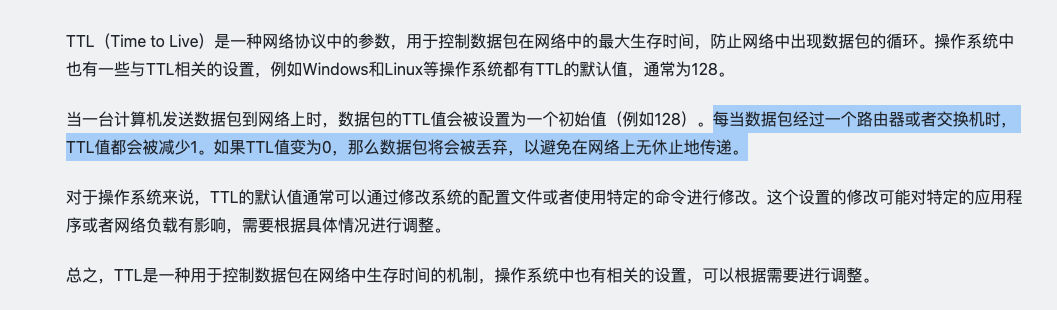 TTL（Time to Live）是一种网络协议中的参数，用于控制数据包在网络中的最大生存时间，防止网络中出现数据包的循环。操作系统中
也有一些与TTL相关的设置，例如Windows和Linux等操作系统都有TTL的默认值，通常为128。
当一台计算机发送数据包到网络上时，数据包的TTL值会被设置为一个初始值（例如128）。每当数据包经过一个路由器或者交换机时，
TTL值都会被减少1。如果TTL值变为0，那么数据包将会被丢弃，以避免在网络上无休止地传递。
对于操作系统来说，TTL的默认值通常可以通过修改系统的配置文件或者使用特定的命令进行修改。这个设置的修改可能对特定的应用程
序或者网络负载有影响，需要根据具体情况进行调整。
总之，TTL是一种用于控制数据包在网络中生存时间的机制，操作系统中也有相关的设置，可以根据需要进行调整。